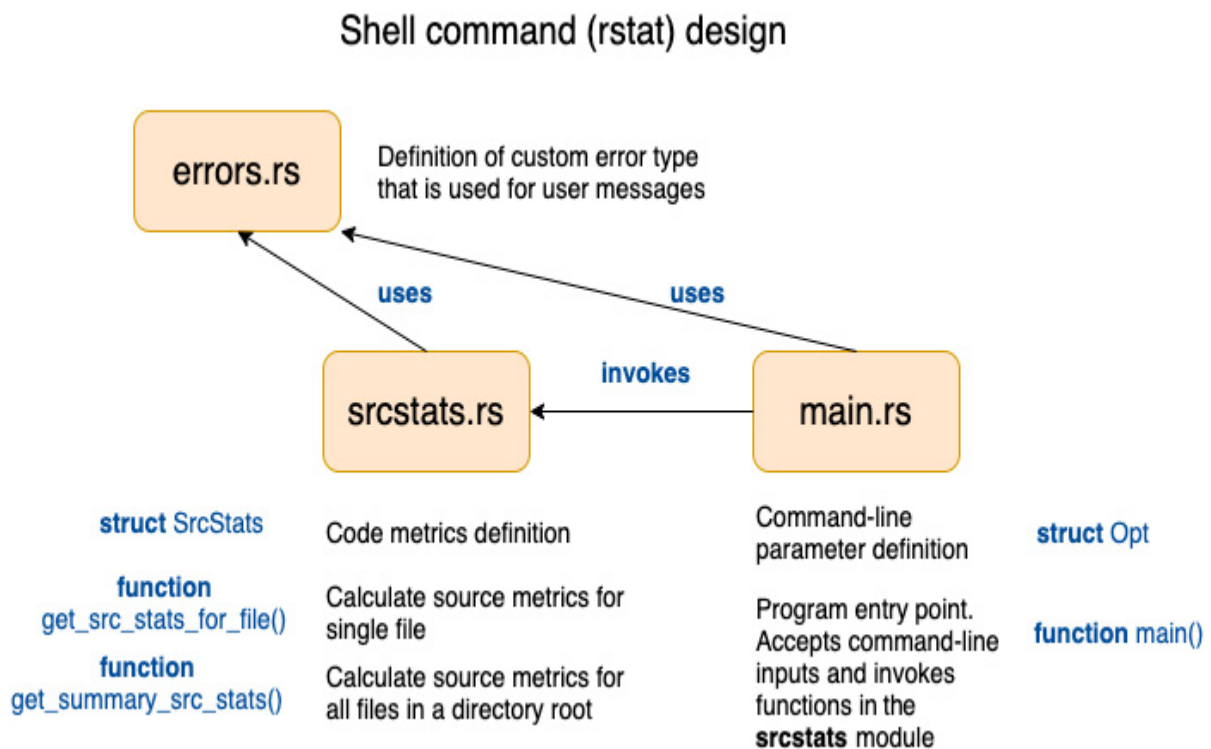 Shell command (rstat) design
errors.rs
Definition of custom error type
that is used for user messages
uses
uses
invokes
srcstats.rs
main.rs
struct SrcStats
Code metrics definition
Command-line
parameter definition
struct Opt
function
get_src_stats_for_file()
Calculate source metrics for
single file
Program entry point.
Accepts command-line
inputs and invokes
functions in the
srcstats module
function main()
function
get_summary_src_stats()
Calculate source metrics for
all files in a directory root